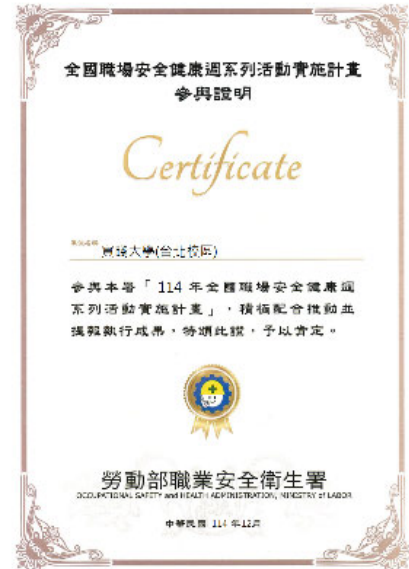 全國職場安全健康週系列活動實施計畫
參與證明
Certificate
實踐大學(台北校區)
參與本署「114 年全國職場安全健康週
系列活動實施計畫」，積極配合推動並
提報執行成果，特頒此證，予以肯定。
勞動部職業安全衛生署
OCCUPATIONAL SAFETY and HEALTH ADMINISTRATION, MINISTRY of LABOR
中華民國 114 年12月